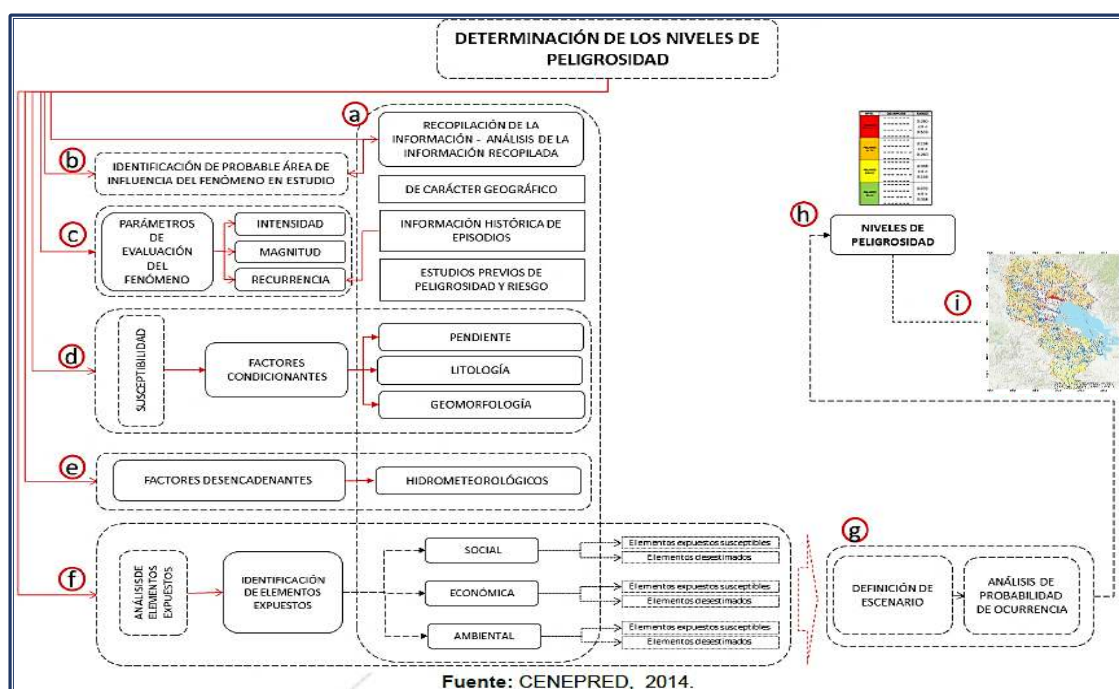 DETERMINACIÓN DE LOS NIVELES DE
PELIGROSIDAD
a
RECOPILACIÓN DE LA
INFORMACIÓN - ANÁLISIS DE LA
INFORMACIÓN RECOPILADA
b
IDENTIFICACIÓN DE PROBABLE ÁREA DE
INFLUENCIA DEL FENÓMENO EN ESTUDIO
DE CARÁCTER GEOGRÁFICO
c
PARÁMETROS
DE
EVALUACIÓN
DEL
FENÓMENO
INTENSIDAD
MAGNITUD
RECURRENCIA
INFORMACIÓN HISTÓRICA DE
EPISODIOS
ESTUDIOS PREVIOS DE
PELIGROSIDAD Y RIESGO
d
SUSCEPTIBILIDAD
FACTORES
CONDICIONANTES
PENDIENTE
LITOLOGÍA
GEOMORFOLOGÍA
e
FACTORES DESENCADENANTES
HIDROMETEOROLÓGICOS
f
ANÁLISIS DE
ELEMENTOS
EXPUESTOS
IDENTIFICACIÓN
DE ELEMENTOS
EXPUESTOS
SOCIAL
Elementos expuestos susceptibles
Elementos desestimados
ECONÓMICA
Elementos expuestos susceptibles
Elementos desestimados
AMBIENTAL
Elementos expuestos susceptibles
Elementos desestimados
g
DEFINICIÓN DE
ESCENARIO
ANÁLISIS DE
PROBABILIDAD
DE OCURRENCIA
h
NIVELES DE
PELIGROSIDAD
i
Fuente: CENEPRED, 2014.